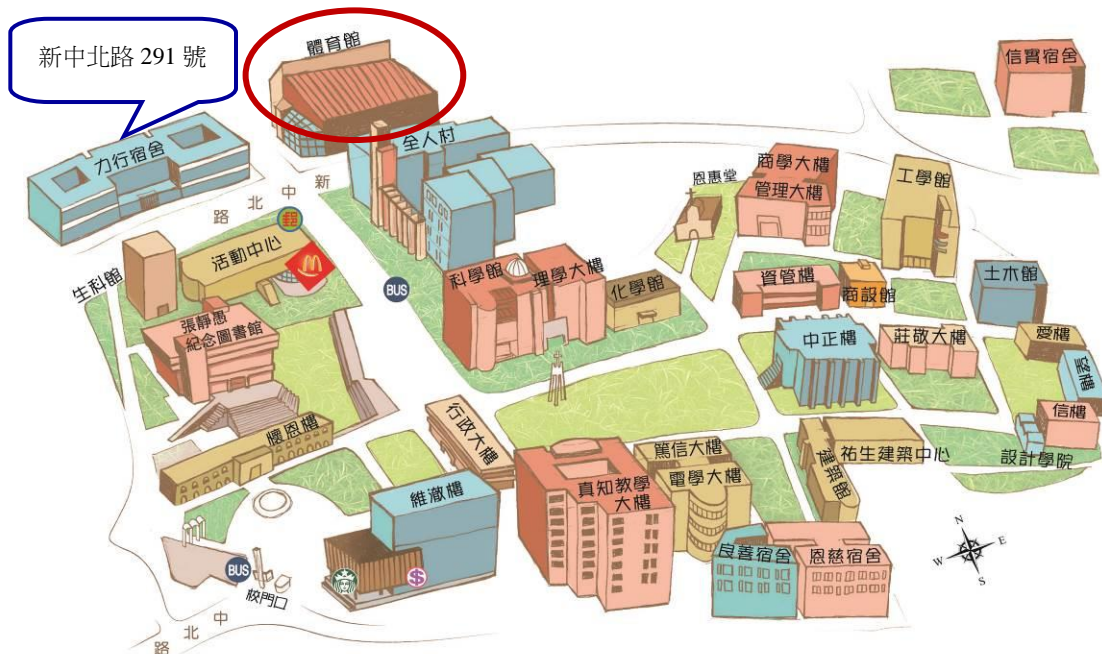 新中北路 291 號
體育館
信實宿舍
力行宿舍
全人村
新中北路
郵
商學大樓
管理大樓
工學館
恩惠堂
活動中心
生科館
BUS
科學館
理學大樓
化學館
資管樓
商設館
土木館
張靜愚
紀念圖書館
中正樓
莊敬大樓
愛樓
望樓
信樓
行政大樓
懷恩樓
篤信大樓
祐生建築中心
設計學院
維澈樓
真知教學
大樓
電學大樓
建築館
N
W
E
S
良善宿舍
恩慈宿舍
BUS
$
校門口
中北路